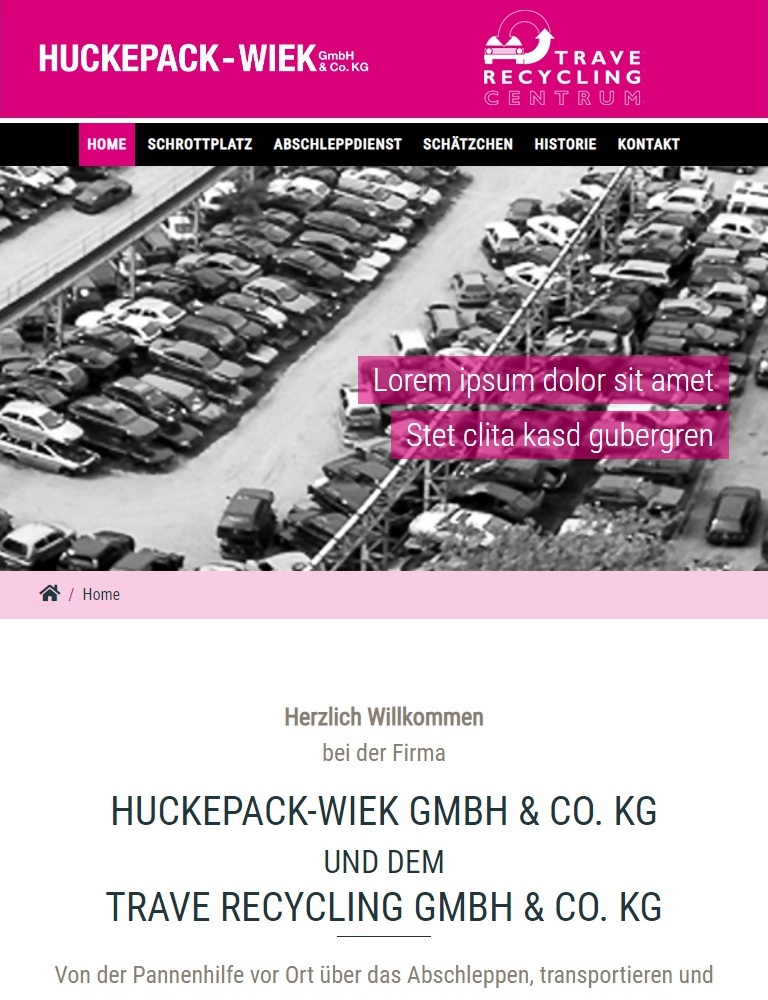 HUCKEPACK-WIEK GmbH & Co. KG
TRAVE
RECYCLING
CENTRUM
HOME SCHROTTPLATZ ABSCHLEPPDIENST SCHÄTZCHEN HISTORIE KONTAKT
Lorem ipsum dolor sit amet
Stet clita kasd gubergren
/ Home
Herzlich Willkommen
bei der Firma
HUCKEPACK-WIEK GMBH & CO. KG
UND DEM
TRAVE RECYCLING GMBH & CO. KG
Von der Pannenhilfe vor Ort über das Abschleppen, transportieren und